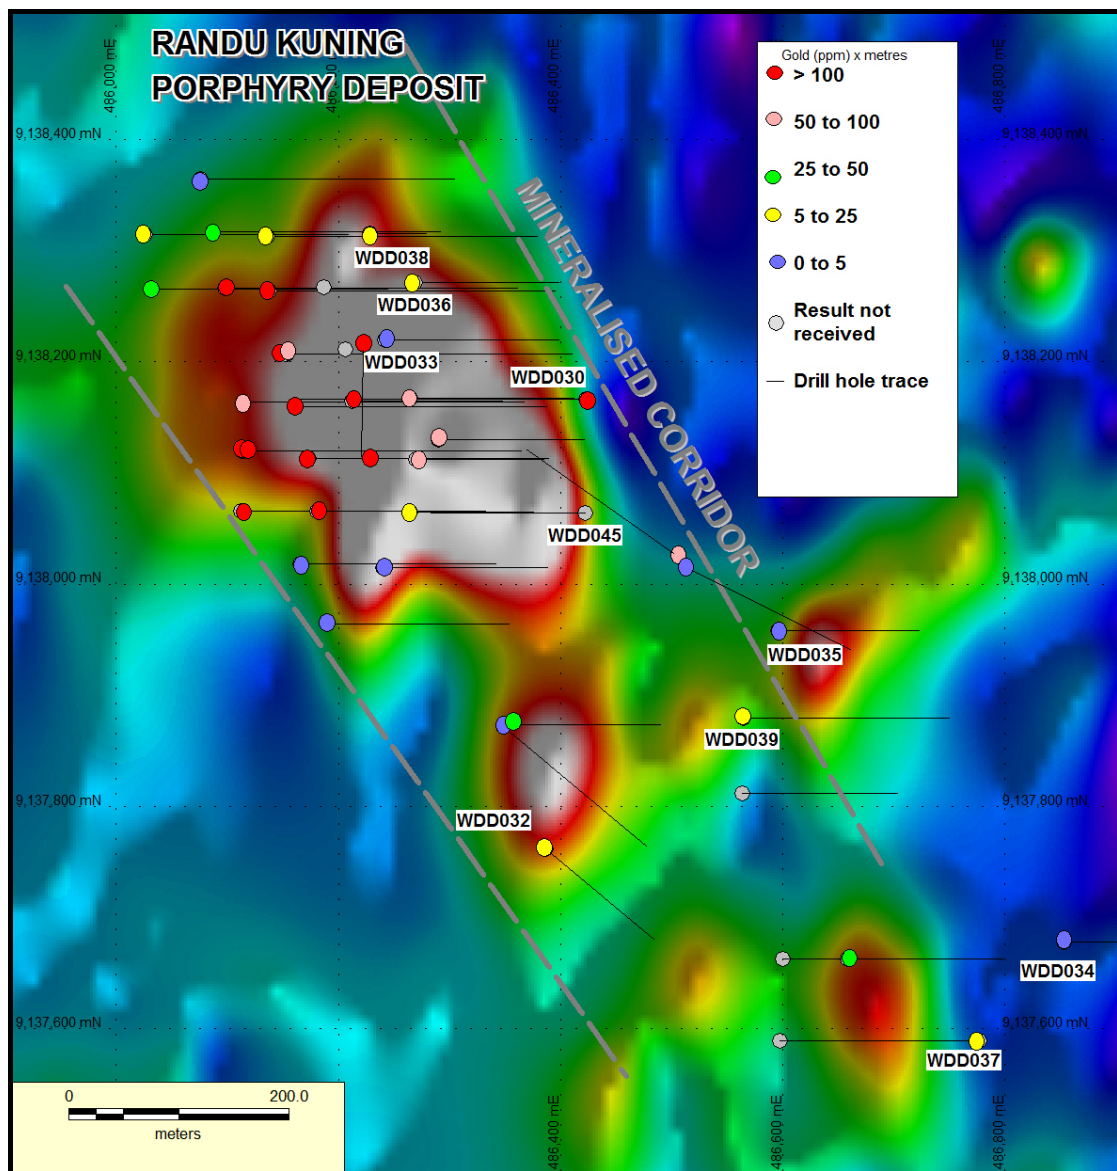 RANDU KUNING
PORPHYRY DEPOSIT
486,000 mE
486,400 mE
486,800 mE
Gold (ppm) x metres
> 100
50 to 100
25 to 50
5 to 25
0 to 5
Result not
received
Drill hole trace
9,138,400 mN
9,138,400 mN
MINERALISED CORRIDOR
WDD038
WDD036
9,138,200 mN
WDD033
WDD030
9,138,200 mN
WDD045
9,138,000 mN
9,138,000 mN
WDD035
WDD039
9,137,800 mN
WDD032
9,137,800 mN
WDD034
9,137,600 mN
9,137,600 mN
WDD037
0
200.0
meters
486,400 mE
486,600 mE
486,800 mE